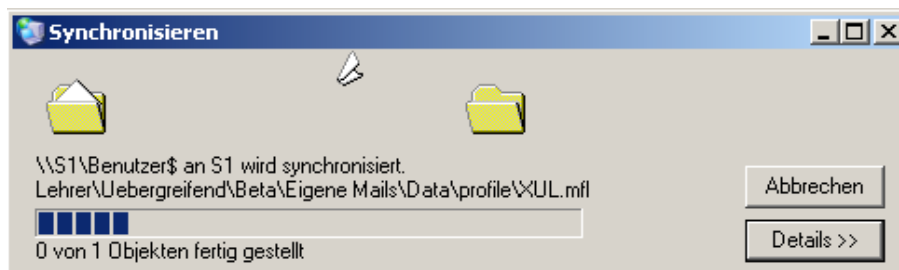 Synchronisieren
\\S1\Benutzer$ an S1 wird synchronisiert.
Lehrer\Uebergreifend\Beta\Eigene Mails\Data\profile\XUL.mfl
Abbrechen
0 von 1 Objekten fertig gestellt
Details >>